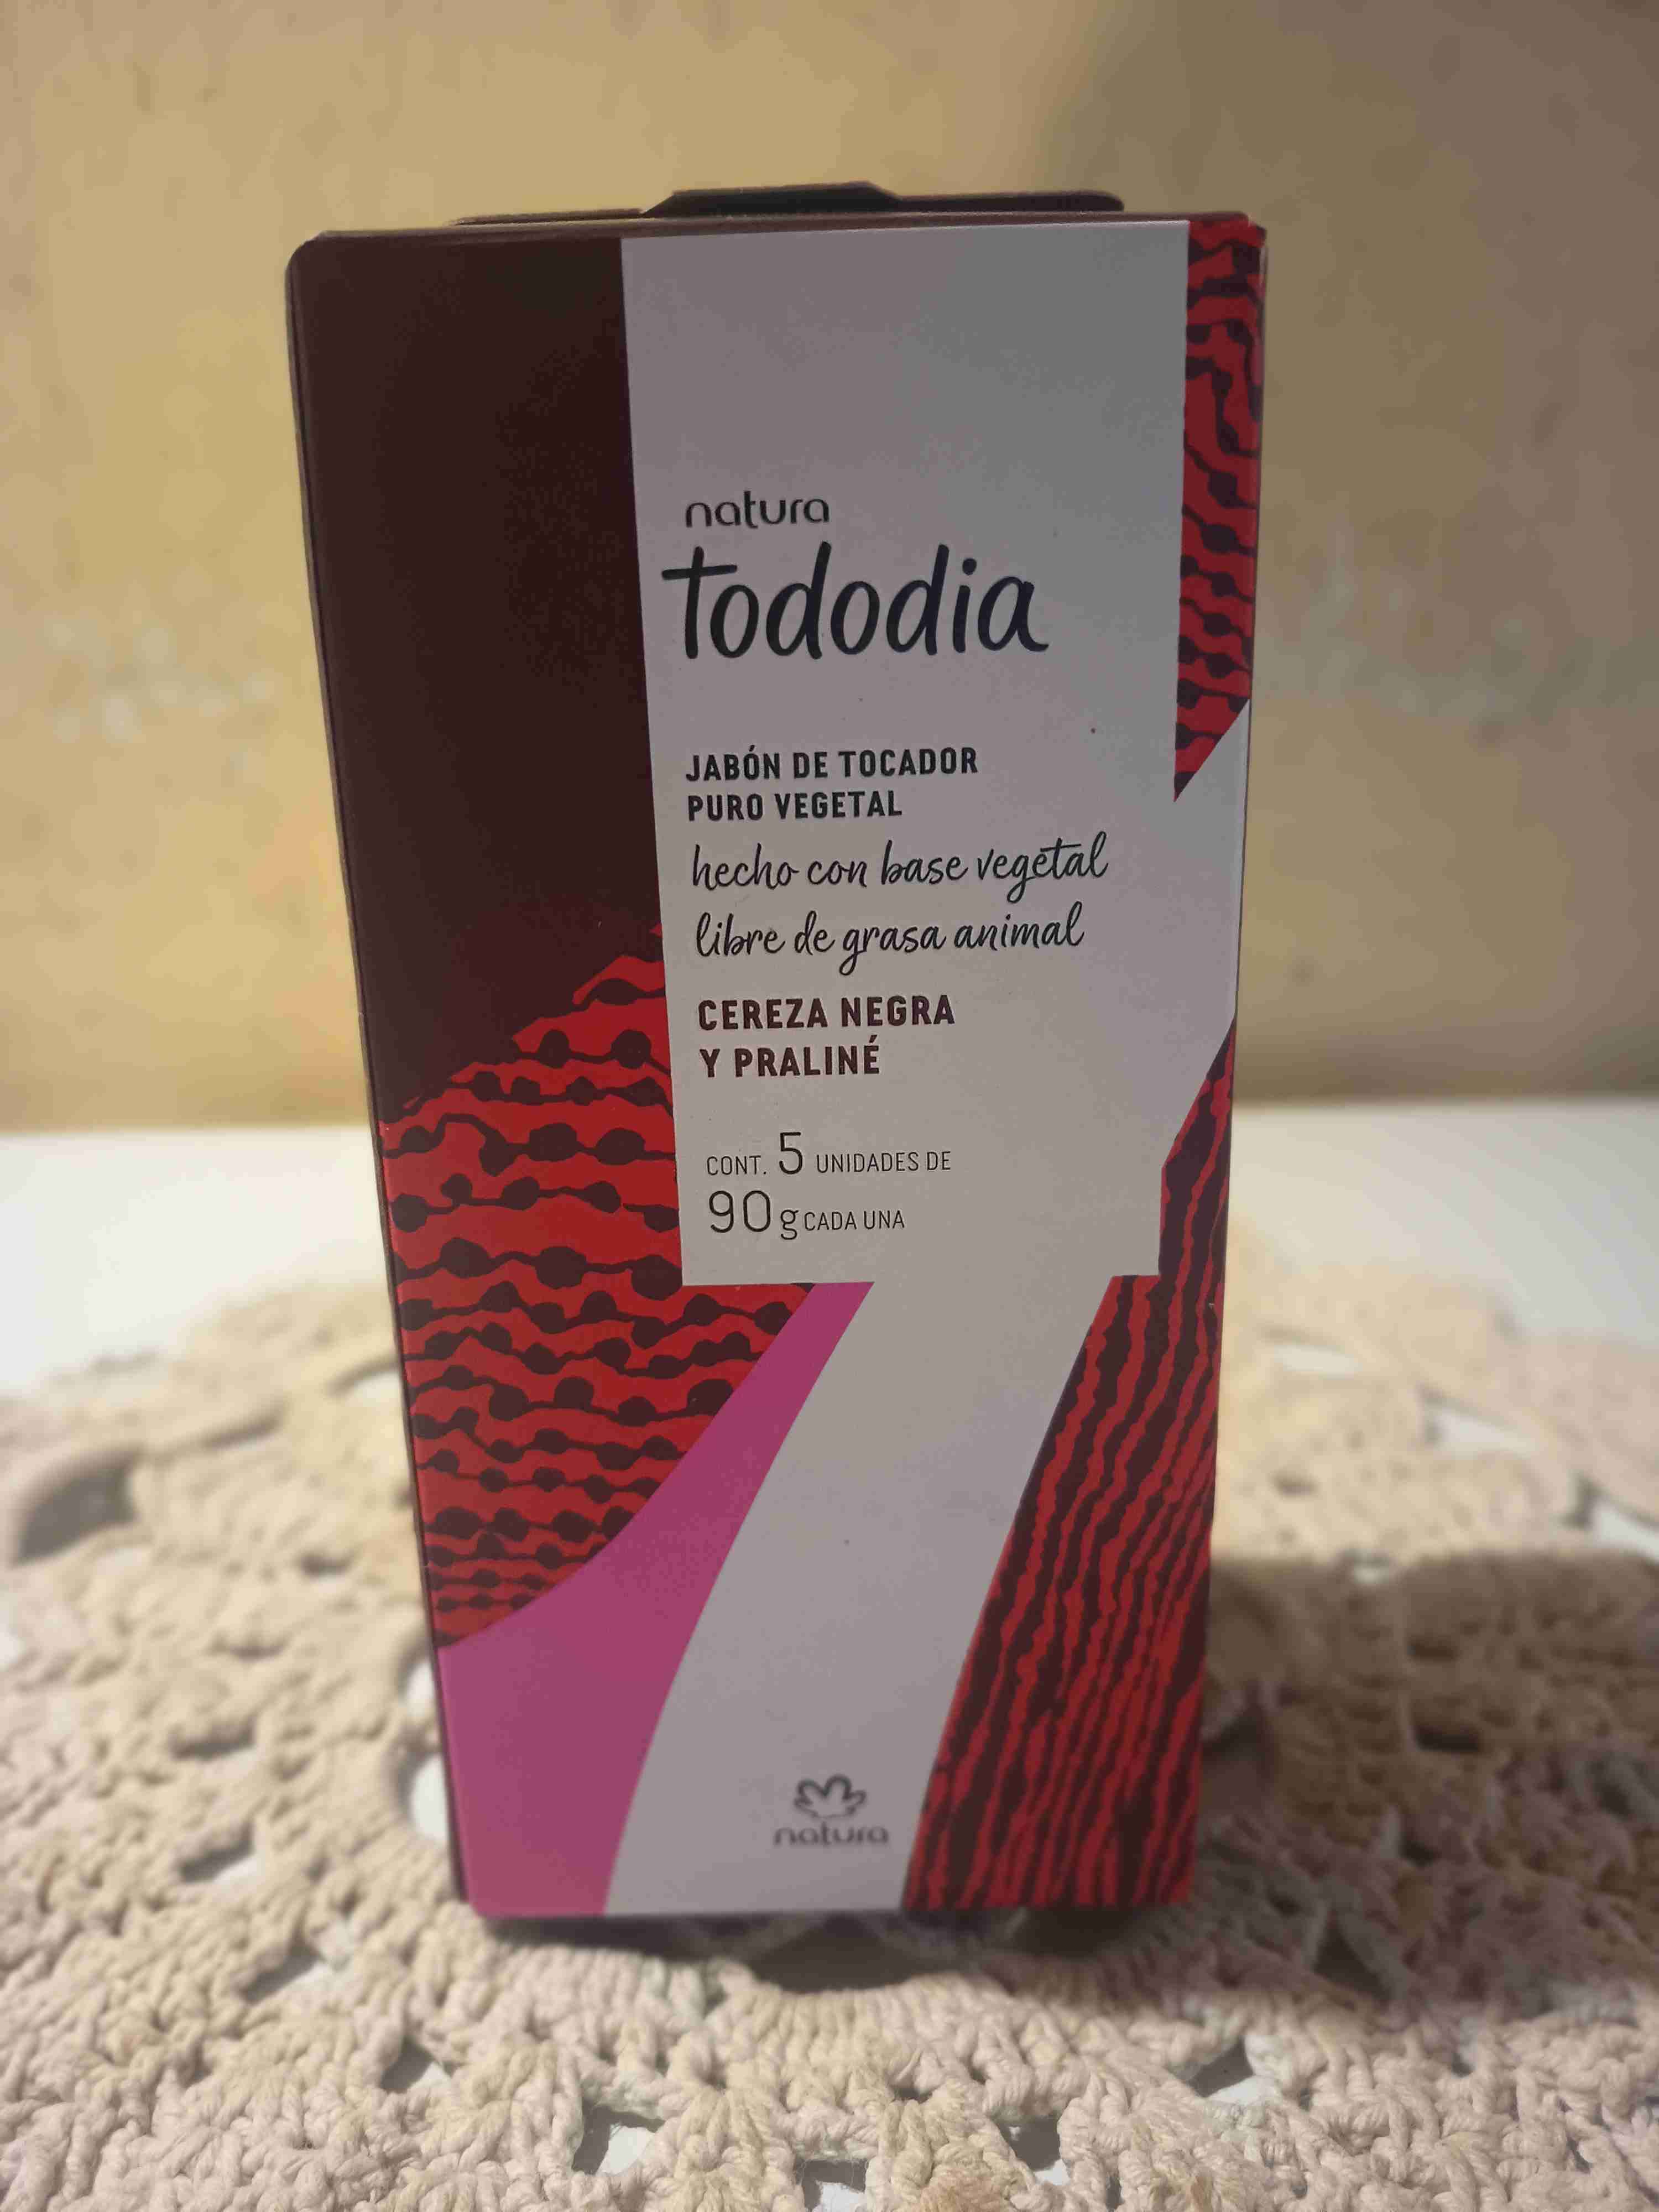 natura
tododia
JABÓN DE TOCADOR
PURO VEGETAL
hecho con base vegetal
libre de grasa animal
CEREZA NEGRA
Y PRALINÉ
CONT. 5 UNIDADES DE
90g CADA UNA
natura